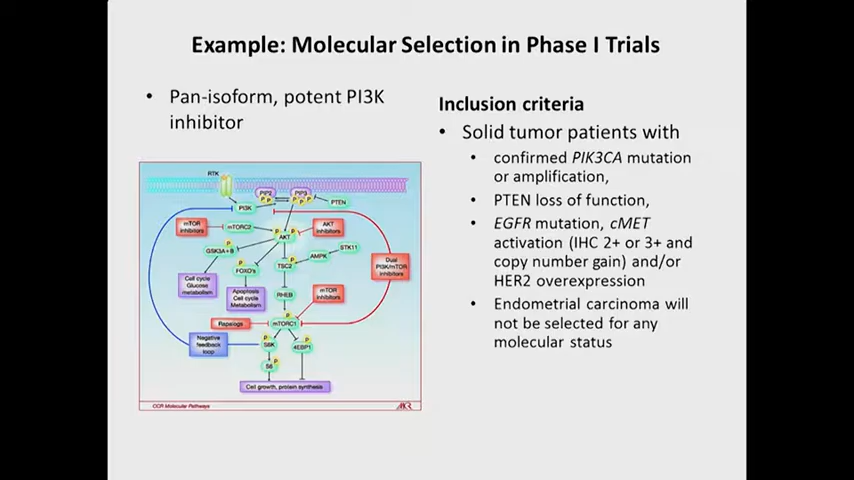 Example: Molecular Selection in Phase I Trials
• Pan-isoform, potent PI3K
inhibitor
RTK
PIP2
PIP3
P P
P P P
PTEN
PI3K
mTOR
inhibitors
mTORC2
P
P
AKT
AKT
inhibitors
P
GSK3A+B
P
FOXO's
P
TSC2
AMPK
STK11
Dual
PI3K/mTOR
inhibitors
Cell cycle
Glucose
metabolism
Apoptosis
Cell cycle
Metabolism
RHEB
mTOR
inhibitors
P
Rapalogs
mTORC1
Negative
feedback
loop
P
S6K
P
4EBP1
P
S6
Cell growth, protein synthesis
CCR Molecular Pathways
Inclusion criteria
• Solid tumor patients with
• confirmed PIK3CA mutation
or amplification,
• PTEN loss of function,
• EGFR mutation, cMET
activation (IHC 2+ or 3+ and
copy number gain) and/or
HER2 overexpression
• Endometrial carcinoma will
not be selected for any
molecular status